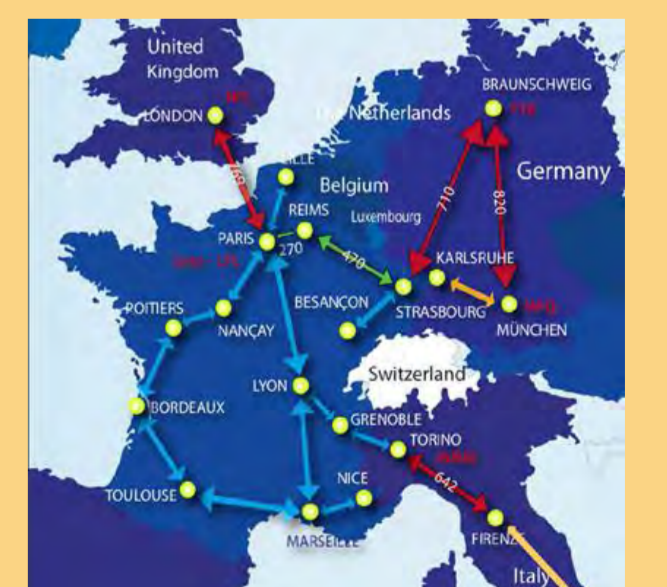 United
Kingdom
NPL
LONDON
BRAUNSCHWEIG
PTB
The Netherlands
Germany
LILLE
Belgium
710
820
REIMS
Luxembourg
PARIS
270
470
KARLSRUHE
BESANÇON
STRASBOURG
MPQ
POITIERS
NANÇAY
MÜNCHEN
Switzerland
LYON
BORDEAUX
GRENOBLE
TORINO
INRIM
NICE
642
TOULOUSE
MARSEILLE
FIRENZE
Italy